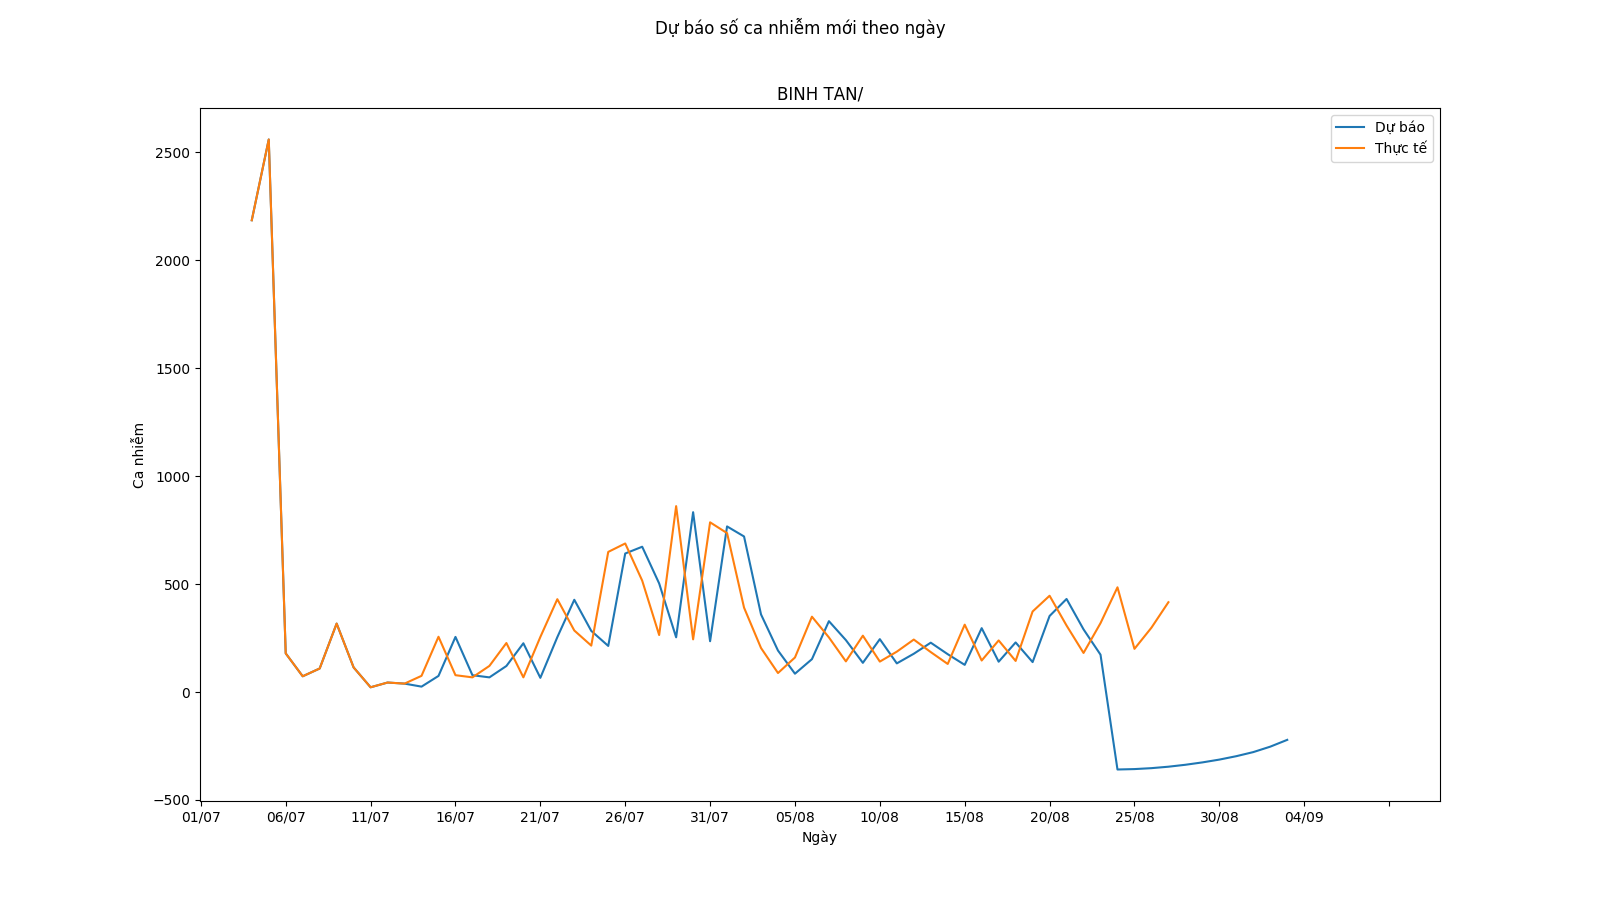 Dự báo số ca nhiễm mới theo ngày
BINH TAN/
Dự báo
Thực tế
2500
2000
1500
1000
500
0
−500
Ca nhiễm
01/07 06/07 11/07 16/07 21/07 26/07 31/07 05/08 10/08 15/08 20/08 25/08 30/08 04/09
Ngày